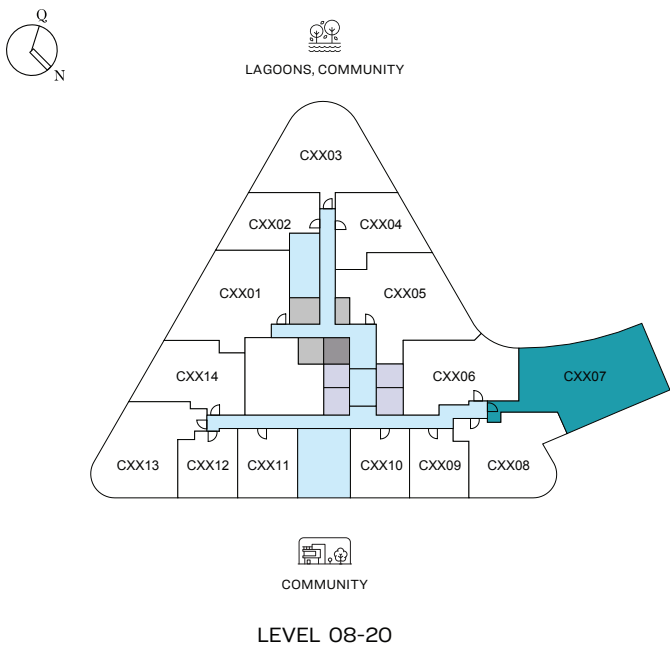 Q
N
LAGOONS, COMMUNITY
CXX03
CXX02
CXX04
CXX01
CXX05
CXX14
CXX06
CXX07
CXX13
CXX12
CXX11
CXX10
CXX09
CXX08
COMMUNITY
LEVEL 08-20